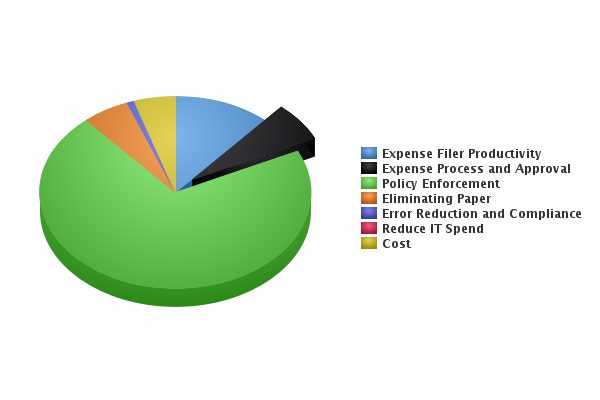 Expense Filer Productivity
Expense Process and Approval
Policy Enforcement
Eliminating Paper
Error Reduction and Compliance
Reduce IT Spend
Cost